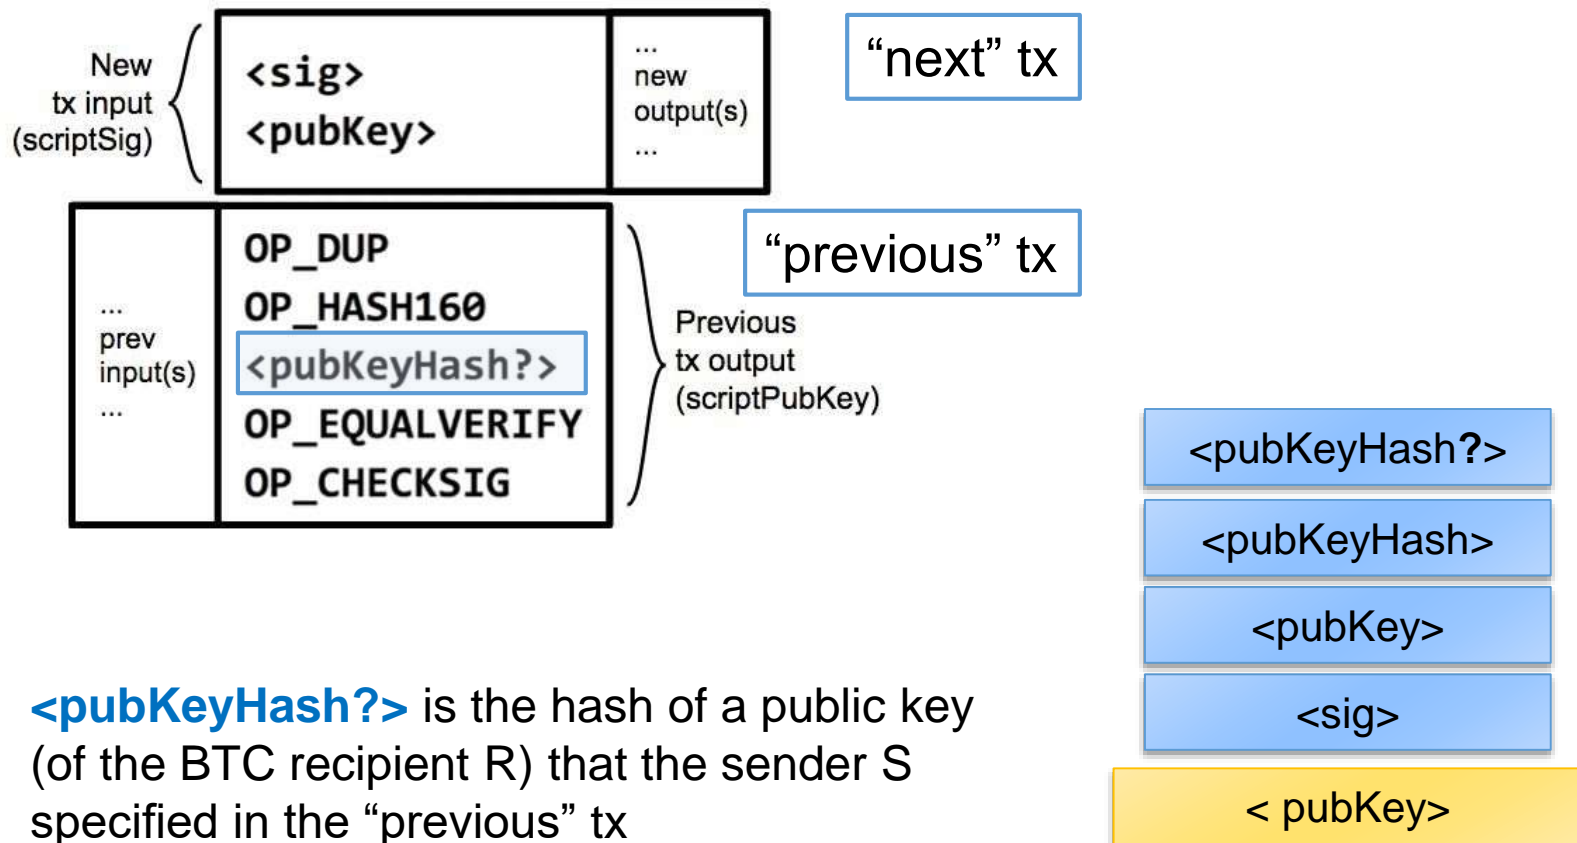 New
tx input
(scriptSig)
<sig>
<pubKey>
...
new
output(s)
...
“next” tx
...
prev
input(s)
...
OP_DUP
OP_HASH160
<pubKeyHash?>
OP_EQUALVERIFY
OP_CHECKSIG
“previous” tx
Previous
tx output
(scriptPubKey)
<pubKeyHash?>
<pubKeyHash>
<pubKey>
<sig>
< pubKey>
<pubKeyHash?> is the hash of a public key
(of the BTC recipient R) that the sender S
specified in the “previous” tx